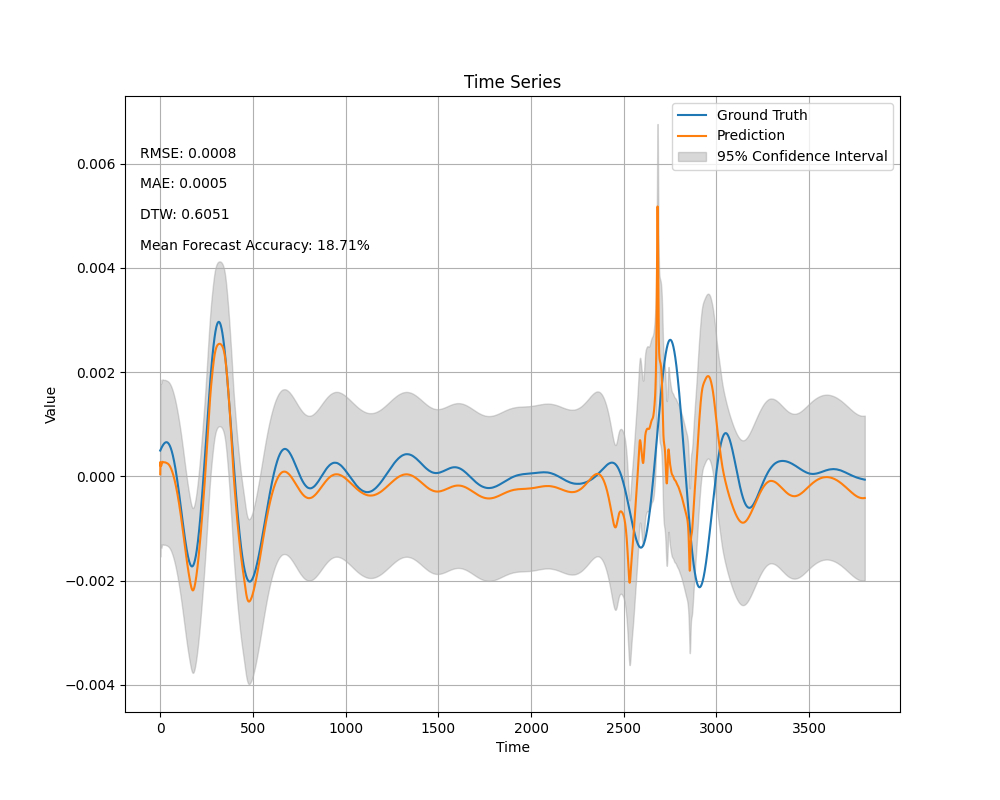 Time Series
Ground Truth
Prediction
95% Confidence Interval
RMSE: 0.0008
MAE: 0.0005
DTW: 0.6051
Mean Forecast Accuracy: 18.71%
0.006
0.004
0.002
0.000
−0.002
−0.004
Value
0 500 1000 1500 2000 2500 3000 3500
Time